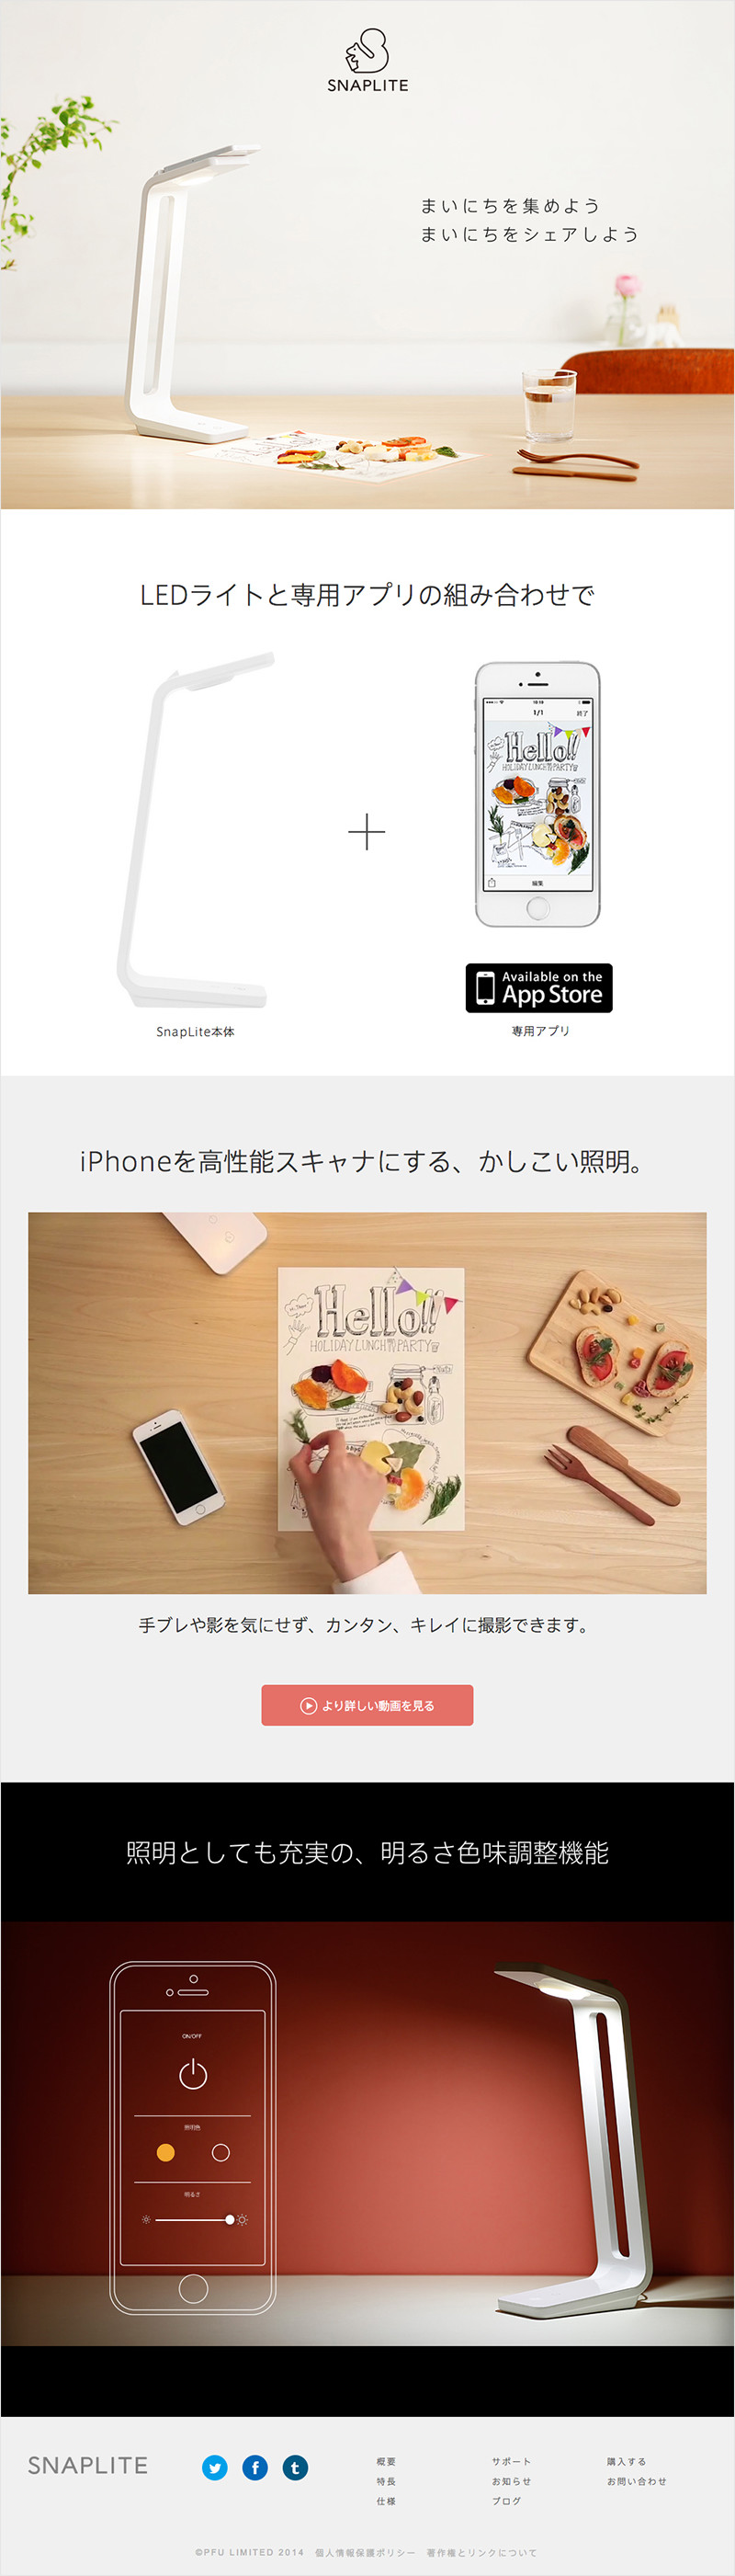 SNAPLITE
まいにちを集めよう
まいにちをシェアしよう
LEDライトと専用アプリの組み合わせで
1/1
終了
Hello!!
HOLIDAY LUNCH PARTY
編集
Available on the
App Store
SnapLite本体
専用アプリ
iPhoneを高性能スキャナにする、かしこい照明。
Hello!!
HOLIDAY LUNCH PARTY
手ブレや影を気にせず、カンタン、キレイに撮影できます。
より詳しい動画を見る
照明としても充実の、明るさ色味調整機能
ON/OFF
照明色
明るさ
SNAPLITE
概要
特長
仕様
サポート
お知らせ
ブログ
購入する
お問い合わせ
©PFU LIMITED 2014 個人情報保護ポリシー 著作権とリンクについて